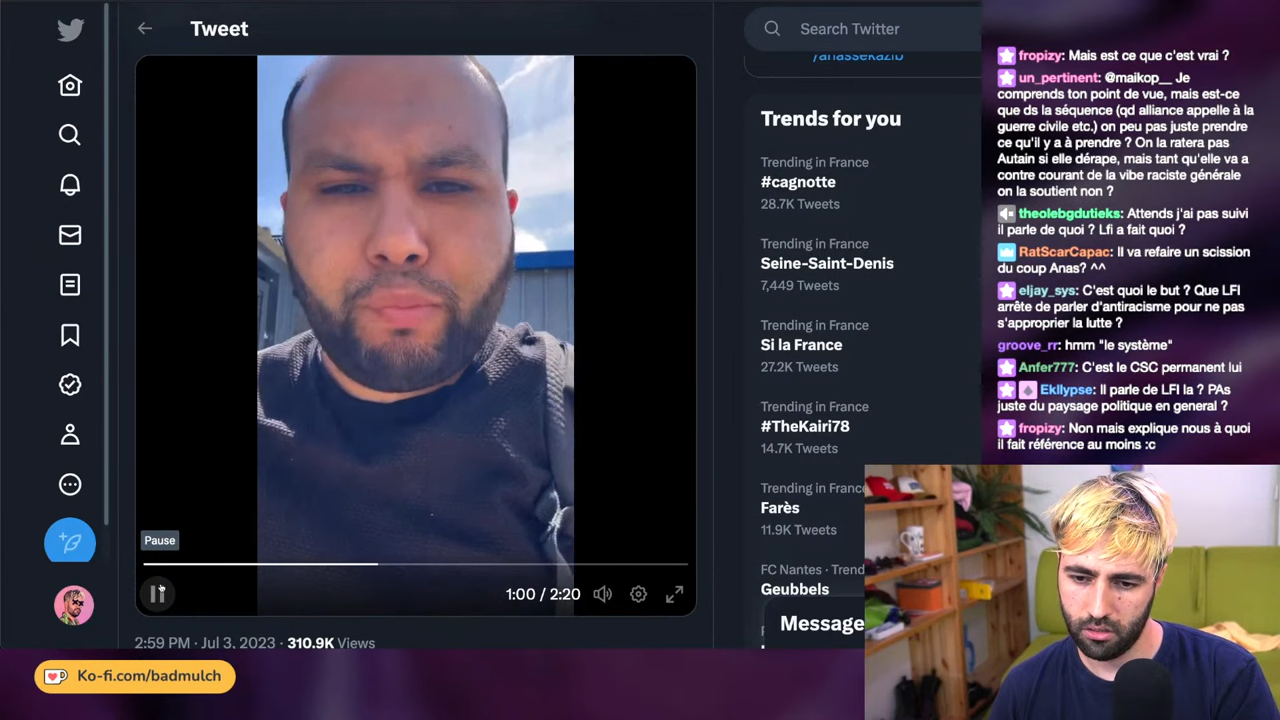 Tweet
Pause
1:00 / 2:20
2:59 PM · Jul 3, 2023 · 310.9K Views
Search Twitter
/anassekazib
Trends for you
Trending in France
#cagnotte
28.7K Tweets
Trending in France
Seine-Saint-Denis
7,449 Tweets
Trending in France
Si la France
27.2K Tweets
Trending in France
#TheKairi78
14.7K Tweets
Trending in France
Farès
11.9K Tweets
FC Nantes · Trend
Geubbels
Message
fropizy: Mais est ce que c'est vrai ?
un_pertinent: @maikop__ Je
comprends ton point de vue, mais est-ce
que ds la séquence (qd alliance appelle à la
guerre civile etc.) on peu pas juste prendre
ce qu'il y a à prendre ? On la ratera pas
Autain si elle dérape, mais tant qu'elle va a
contre courant de la vibe raciste générale
on la soutient non ?
theolebgdutieks: Attends j'ai pas suivi
il parle de quoi ? Lfi a fait quoi ?
RatScarCapac: Il va refaire un scission
du coup Anas? ^^
eljay_sys: C'est quoi le but ? Que LFI
arrête de parler d'antiracisme pour ne pas
s'approprier la lutte ?
groove_rr: hmm "le système"
Anfer777: C'est le CSC permanent lui
Ekllypse: Il parle de LFI la ? PAs
juste du paysage politique en general ?
fropizy: Non mais explique nous à quoi
il fait référence au moins :c
Ko-fi.com/badmulch